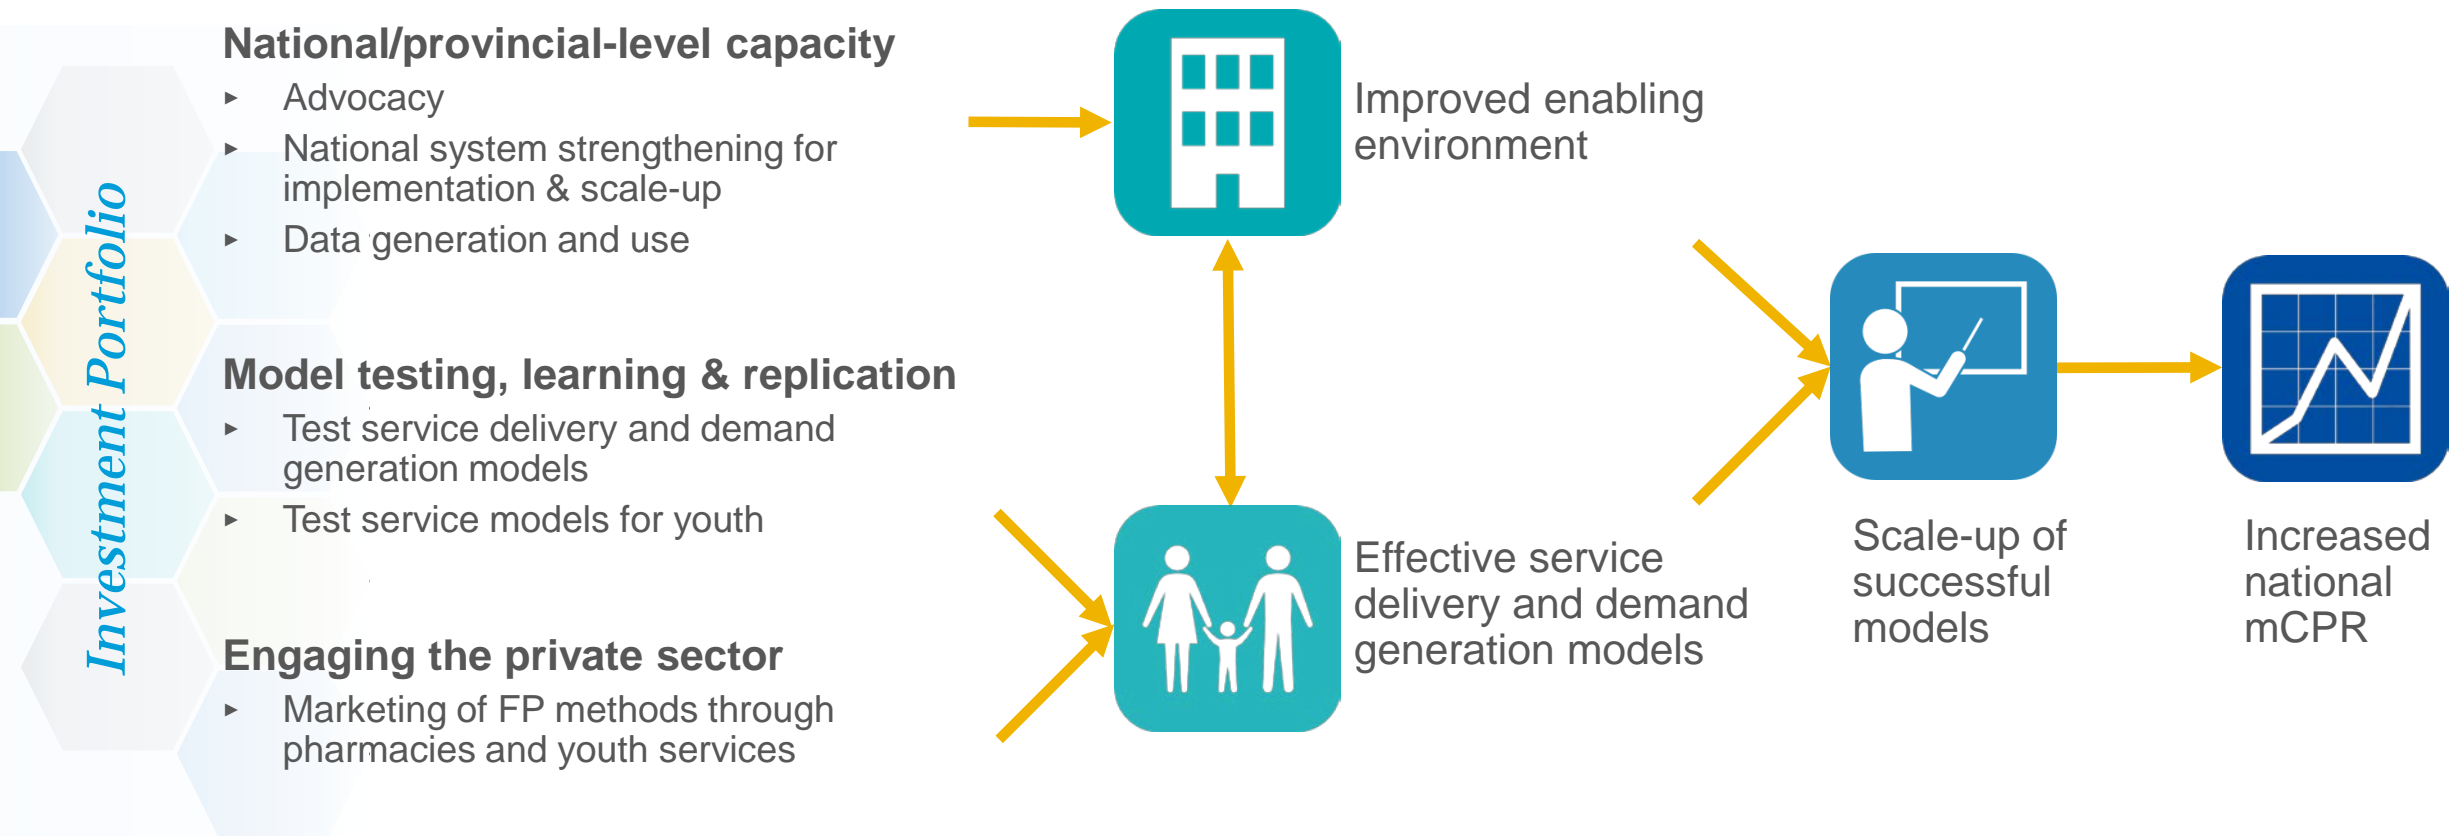 Investment Portfolio
National/provincial-level capacity
► Advocacy
► National system strengthening for
implementation & scale-up
► Data generation and use
Model testing, learning & replication
► Test service delivery and demand
generation models
► Test service models for youth
Engaging the private sector
► Marketing of FP methods through
pharmacies and youth services
Improved enabling
environment
Effective service
delivery and demand
generation models
Scale-up of
successful
models
Increased
national
mCPR